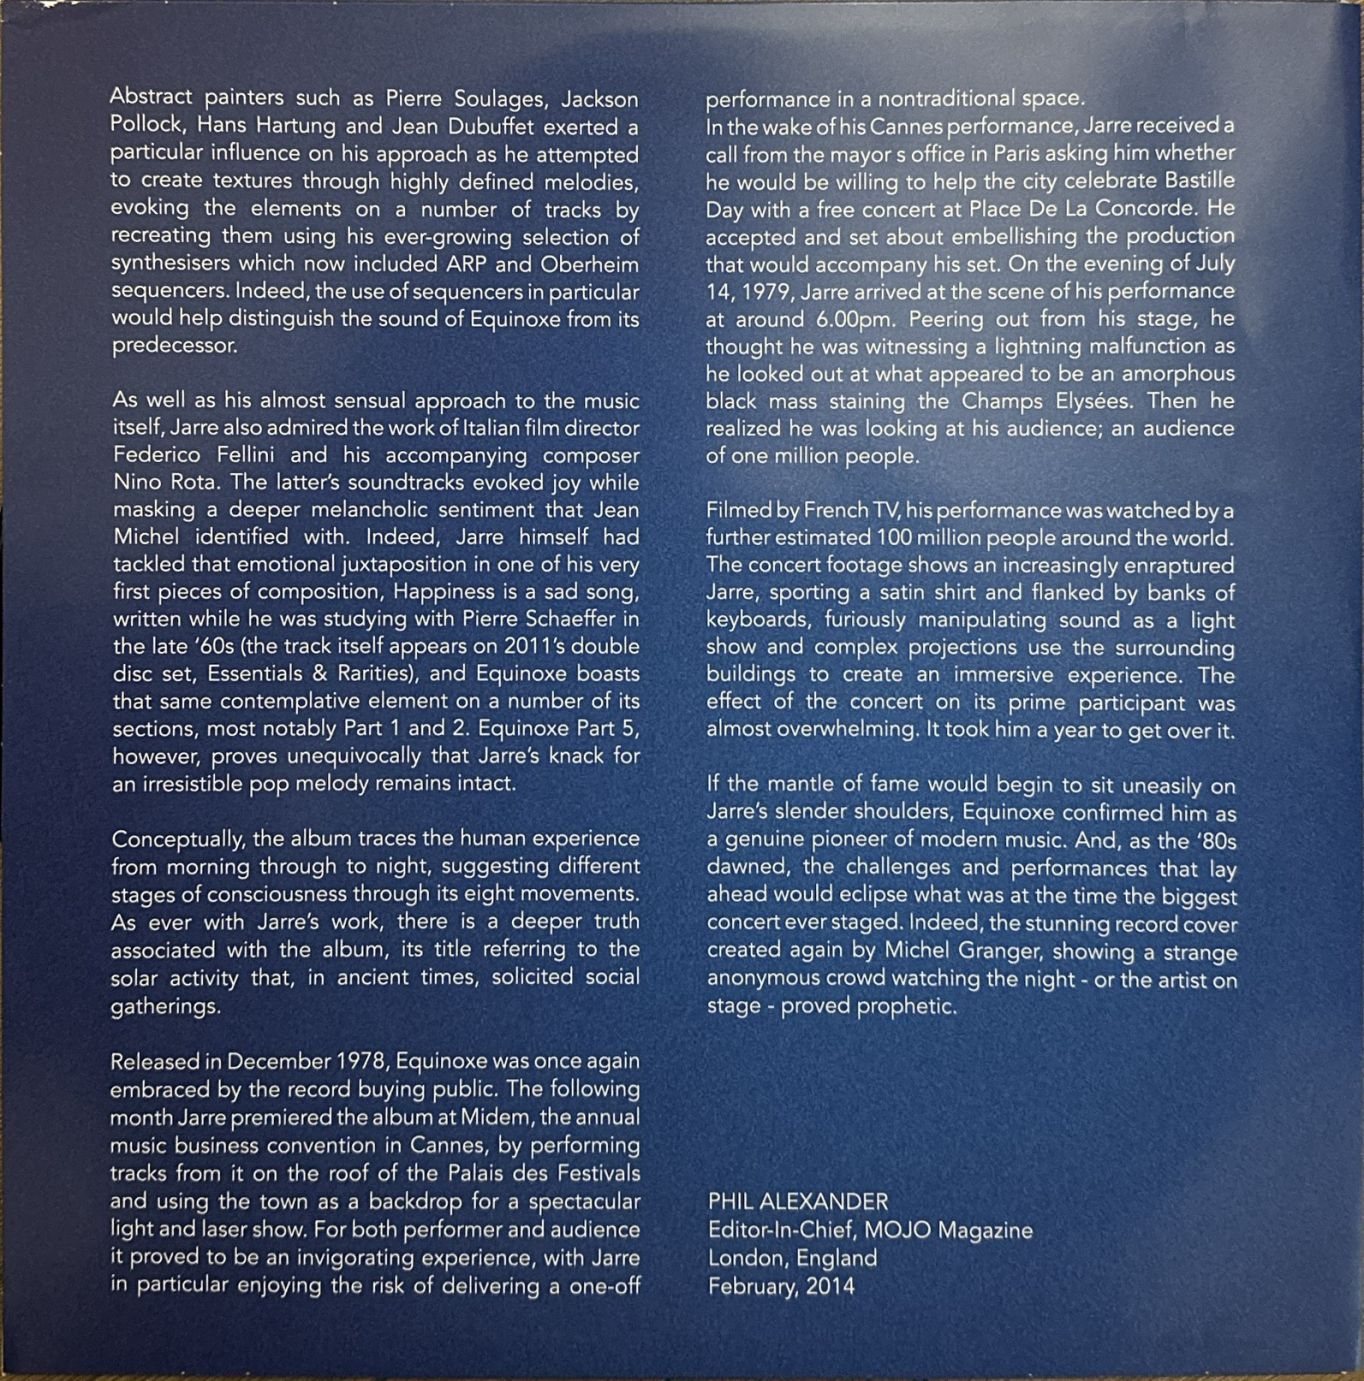 Abstract painters such as Pierre Soulages, Jackson
Pollock, Hans Hartung and Jean Dubuffet exerted a
particular influence on his approach as he attempted
to create textures through highly defined melodies,
evoking the elements on a number of tracks by
recreating them using his ever-growing selection of
synthesisers which now included ARP and Oberheim
sequencers. Indeed, the use of sequencers in particular
would help distinguish the sound of Equinoxe from its
predecessor.
As well as his almost sensual approach to the music
itself, Jarre also admired the work of Italian film director
Federico Fellini and his accompanying composer
Nino Rota. The latter’s soundtracks evoked joy while
masking a deeper melancholic sentiment that Jean
Michel identified with. Indeed, Jarre himself had
tackled that emotional juxtaposition in one of his very
first pieces of composition, Happiness is a sad song,
written while he was studying with Pierre Schaeffer in
the late ‘60s (the track itself appears on 2011’s double
disc set, Essentials & Rarities), and Equinoxe boasts
that same contemplative element on a number of its
sections, most notably Part 1 and 2. Equinoxe Part 5,
however, proves unequivocally that Jarre’s knack for
an irresistible pop melody remains intact.
Conceptually, the album traces the human experience
from morning through to night, suggesting different
stages of consciousness through its eight movements.
As ever with Jarre’s work, there is a deeper truth
associated with the album, its title referring to the
solar activity that, in ancient times, solicited social
gatherings.
Released in December 1978, Equinoxe was once again
embraced by the record buying public. The following
month Jarre premiered the album at Midem, the annual
music business convention in Cannes, by performing
tracks from it on the roof of the Palais des Festivals
and using the town as a backdrop for a spectacular
light and laser show. For both performer and audience
it proved to be an invigorating experience, with Jarre
in particular enjoying the risk of delivering a one-off
performance in a nontraditional space.
In the wake of his Cannes performance, Jarre received a
call from the mayor s office in Paris asking him whether
he would be willing to help the city celebrate Bastille
Day with a free concert at Place De La Concorde. He
accepted and set about embellishing the production
that would accompany his set. On the evening of July
14, 1979, Jarre arrived at the scene of his performance
at around 6.00pm. Peering out from his stage, he
thought he was witnessing a lightning malfunction as
he looked out at what appeared to be an amorphous
black mass staining the Champs Elysées. Then he
realized he was looking at his audience; an audience
of one million people.
Filmed by French TV, his performance was watched by a
further estimated 100 million people around the world.
The concert footage shows an increasingly enraptured
Jarre, sporting a satin shirt and flanked by banks of
keyboards, furiously manipulating sound as a light
show and complex projections use the surrounding
buildings to create an immersive experience. The
effect of the concert on its prime participant was
almost overwhelming. It took him a year to get over it.
If the mantle of fame would begin to sit uneasily on
Jarre’s slender shoulders, Equinoxe confirmed him as
a genuine pioneer of modern music. And, as the ‘80s
dawned, the challenges and performances that lay
ahead would eclipse what was at the time the biggest
concert ever staged. Indeed, the stunning record cover
created again by Michel Granger, showing a strange
anonymous crowd watching the night - or the artist on
stage - proved prophetic.
PHIL ALEXANDER
Editor-In-Chief, MOJO Magazine
London, England
February, 2014